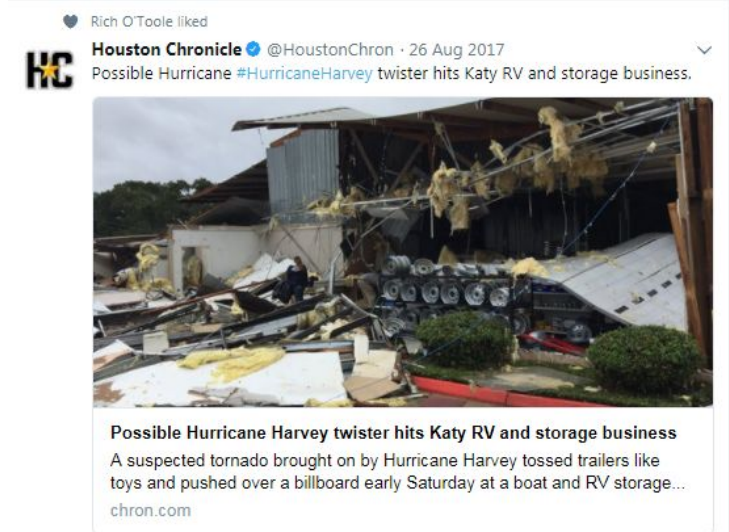 Rich O'Toole liked
Houston Chronicle @HoustonChron · 26 Aug 2017
HC
Possible Hurricane #HurricaneHarvey twister hits Katy RV and storage business.
Possible Hurricane Harvey twister hits Katy RV and storage business
A suspected tornado brought on by Hurricane Harvey tossed trailers like
toys and pushed over a billboard early Saturday at a boat and RV storage...
chron.com